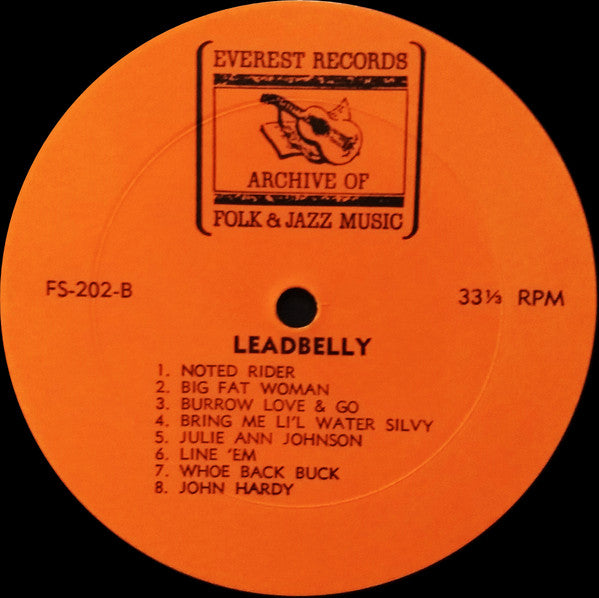 EVEREST RECORDS
ARCHIVE OF
FOLK & JAZZ MUSIC
FS-202-B
33⅓ RPM
LEADBELLY
1. NOTED RIDER
2. BIG FAT WOMAN
3. BURROW LOVE & GO
4. BRING ME LI'L WATER SILVY
5. JULIE ANN JOHNSON
6. LINE 'EM
7. WHOE BACK BUCK
8. JOHN HARDY